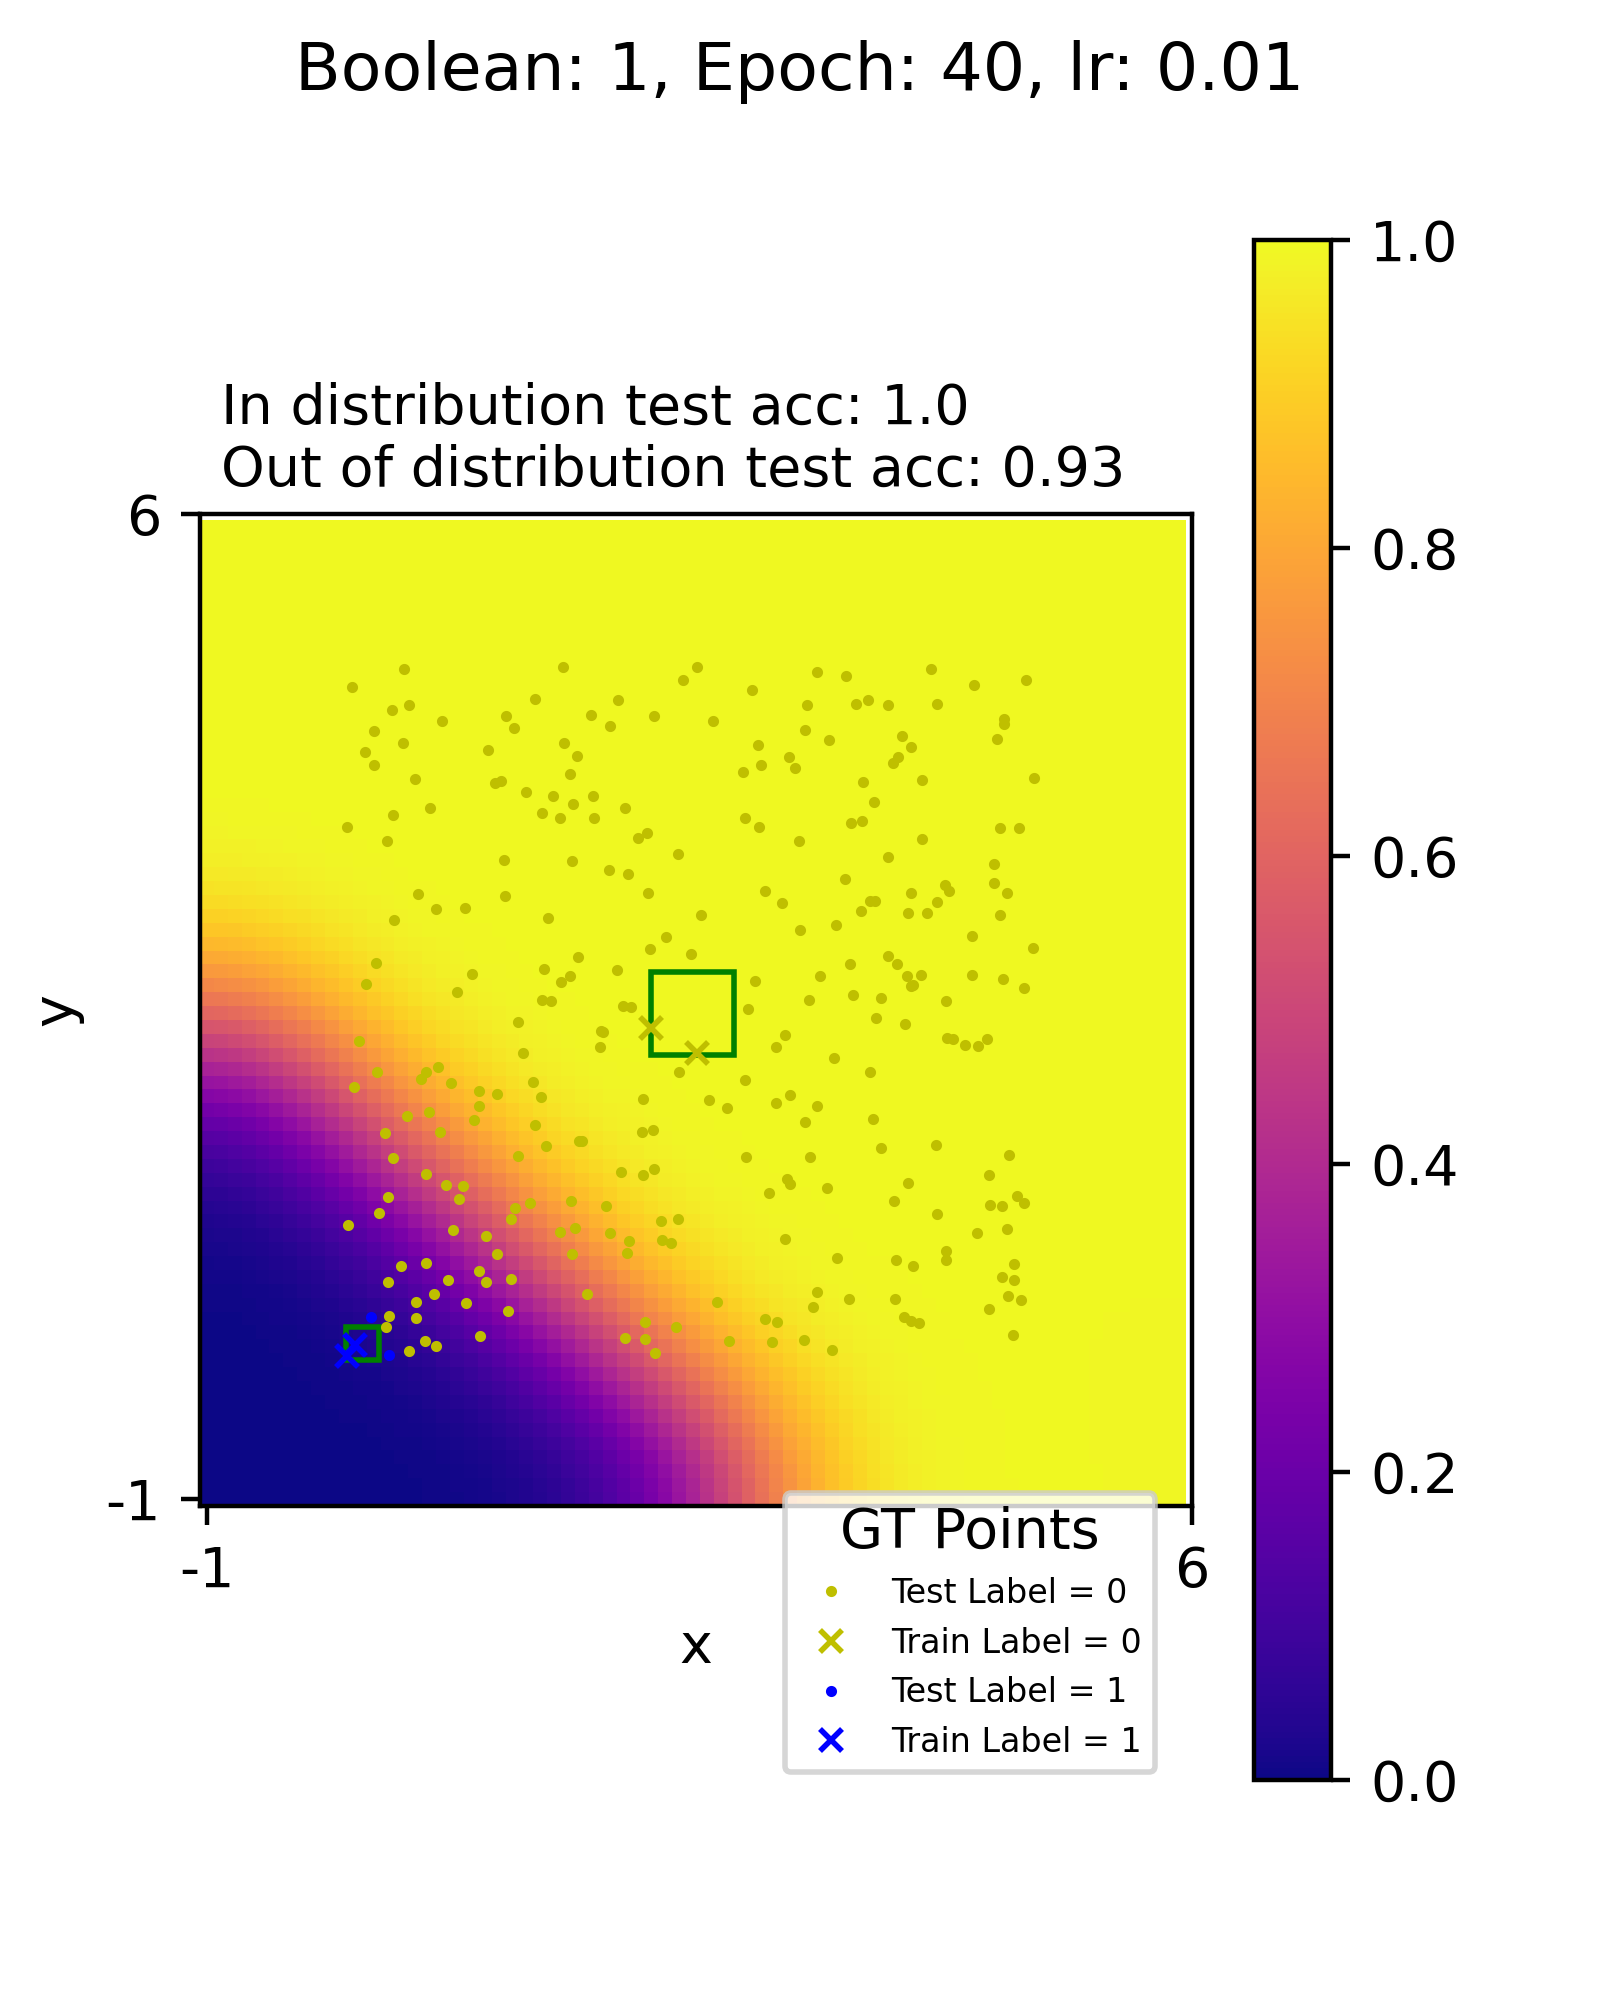 Boolean: 1, Epoch: 40, lr: 0.01
In distribution test acc: 1.0
Out of distribution test acc: 0.93
1.0
0.8
0.6
0.4
0.2
0.0
6
y
-1
-1
6
x
GT Points
Test Label = 0
Train Label = 0
Test Label = 1
Train Label = 1